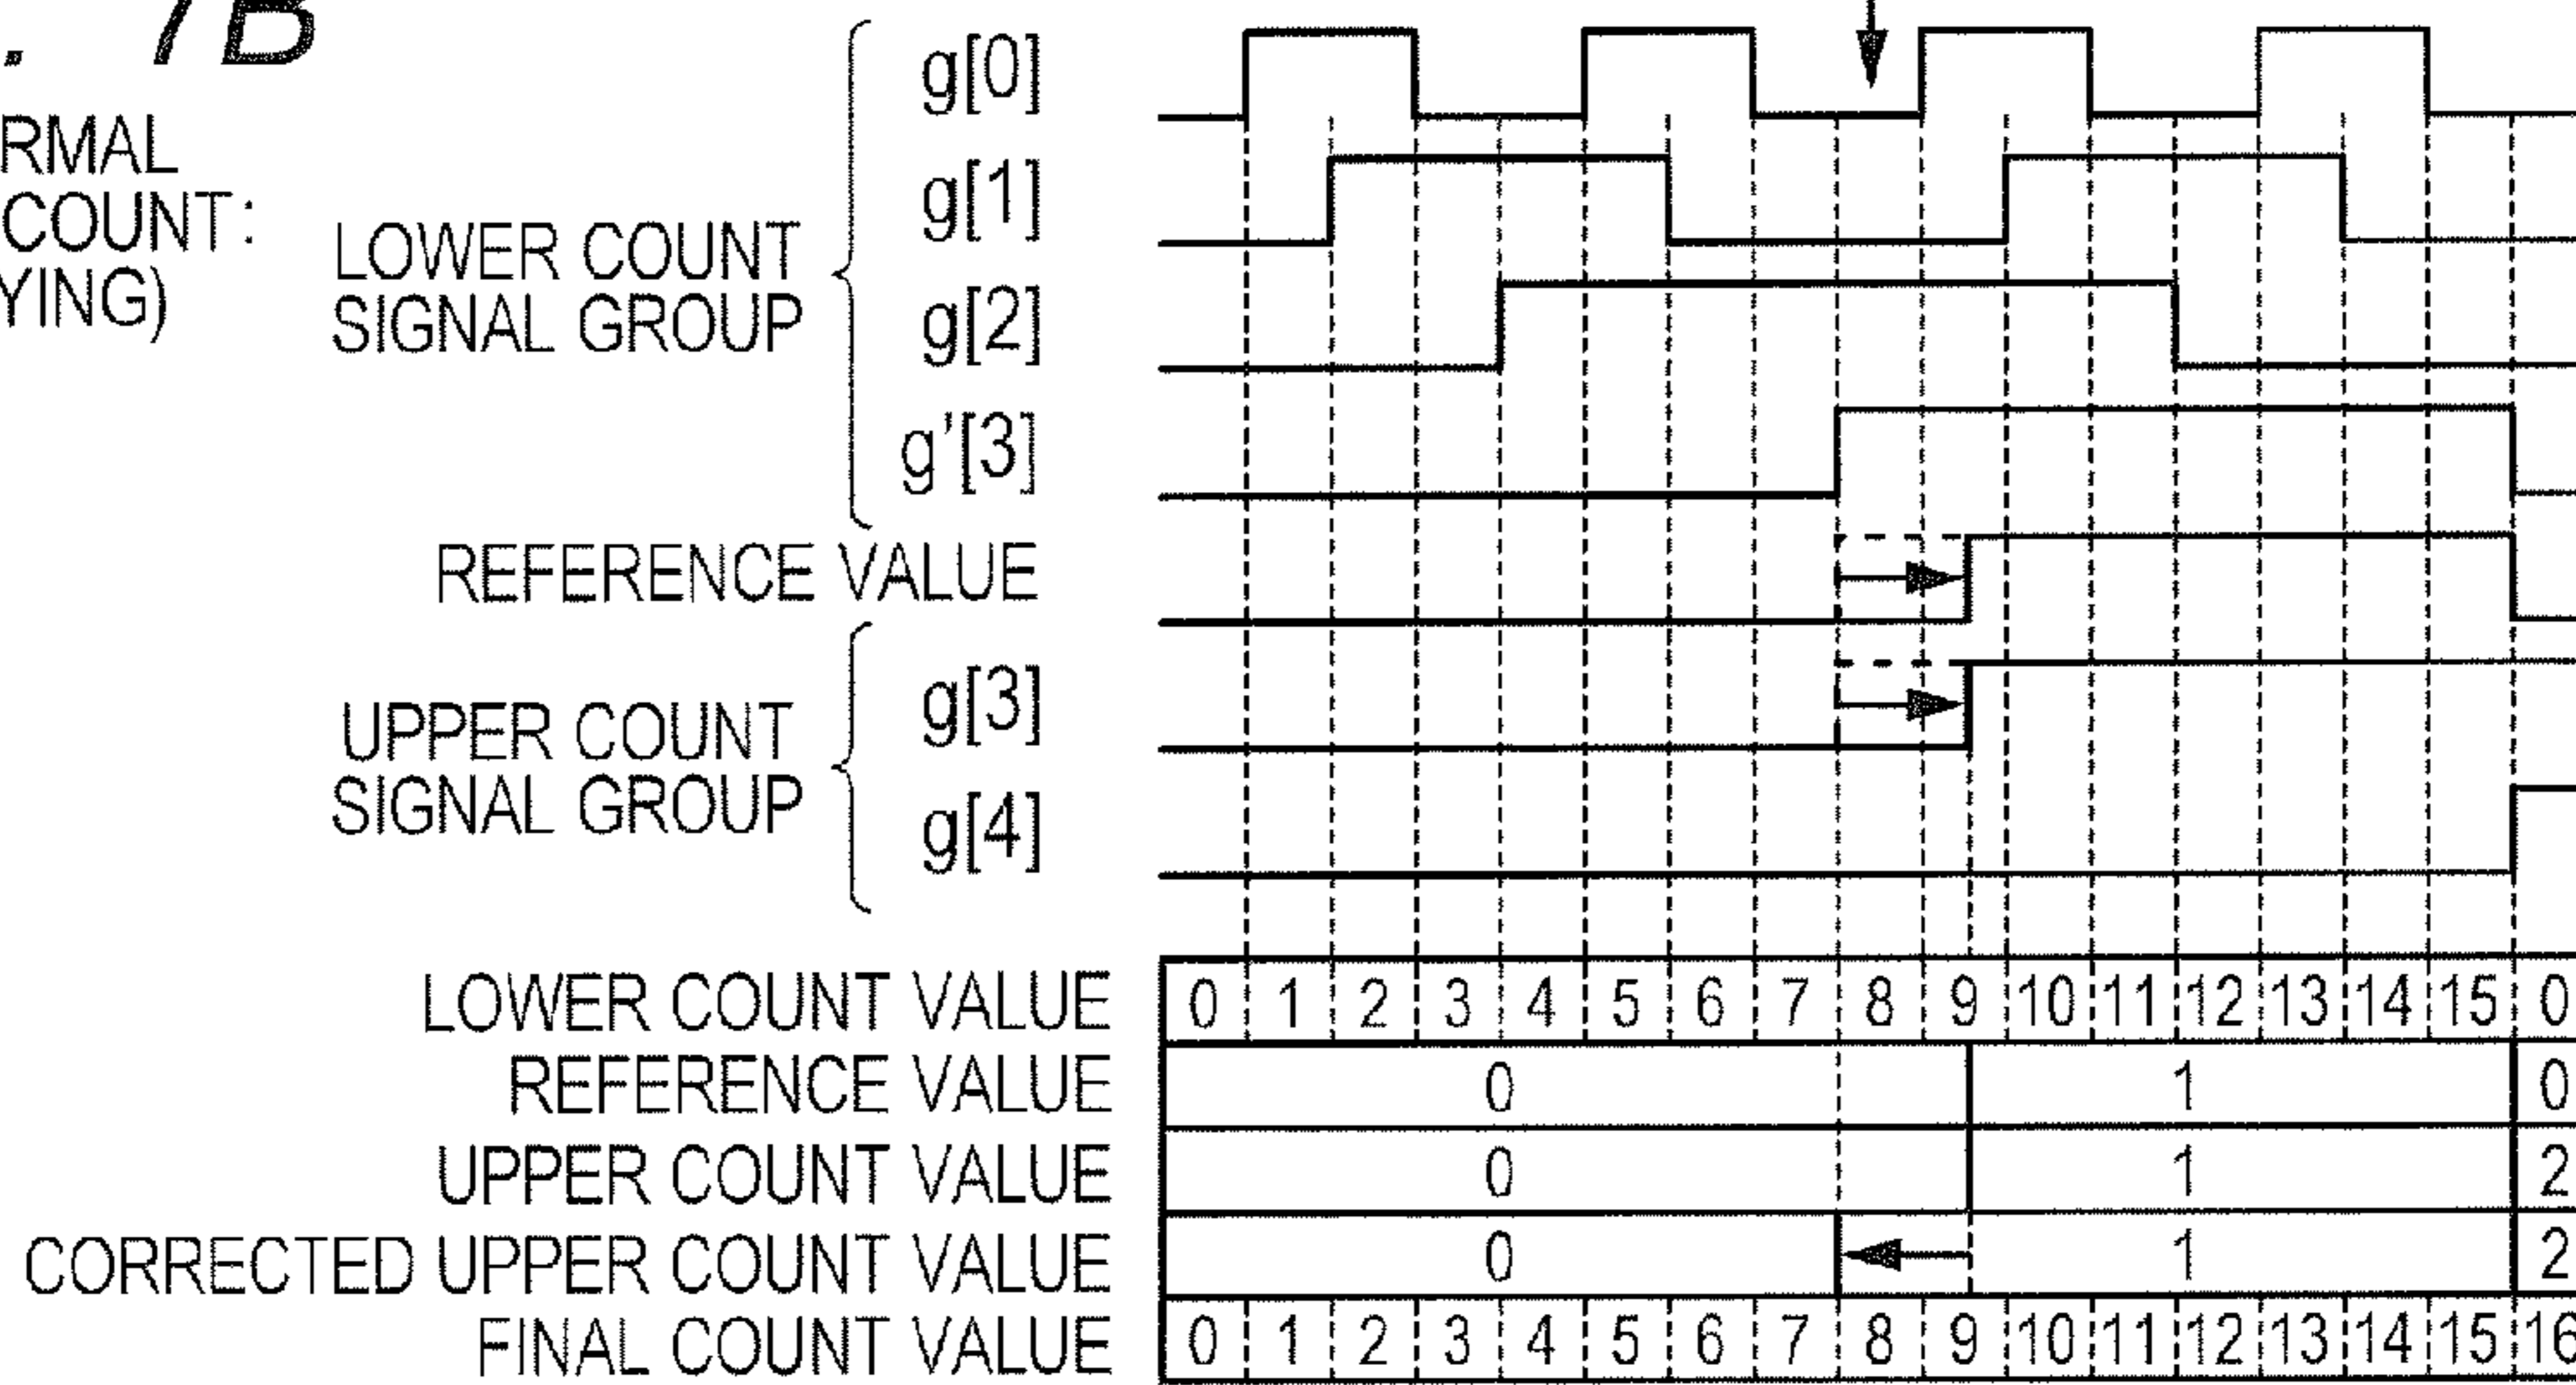 . 7B
RMAL
COUNT:
YING)
LOWER COUNT
SIGNAL GROUP
g[0]
g[1]
g[2]
g'[3]
REFERENCE VALUE
UPPER COUNT
SIGNAL GROUP
g[3]
g[4]
LOWER COUNT VALUE 0 1 2 3 4 5 6 7 8 9 10 11 12 13 14 15 0
REFERENCE VALUE 0 1 0
UPPER COUNT VALUE 0 1 2
CORRECTED UPPER COUNT VALUE 0 1 2
FINAL COUNT VALUE 0 1 2 3 4 5 6 7 8 9 10 11 12 13 14 15 16